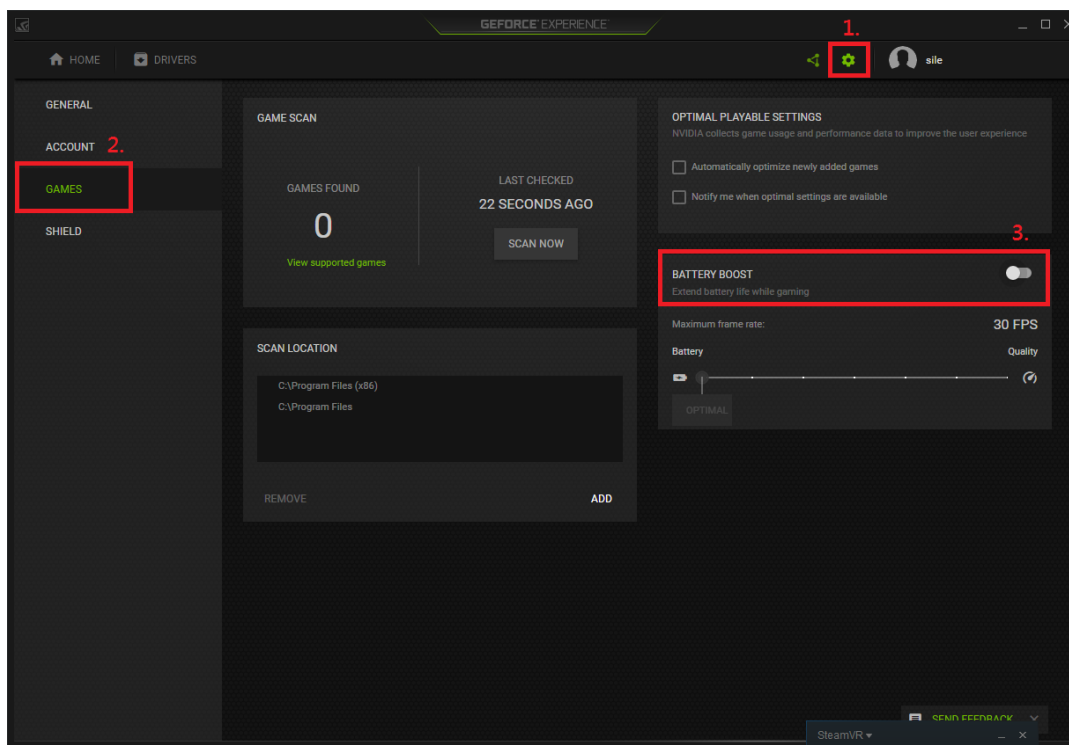 GEFORCE EXPERIENCE
1.
HOME
DRIVERS
sile
GENERAL
ACCOUNT
2.
GAMES
SHIELD
GAME SCAN
GAMES FOUND
0
View supported games
LAST CHECKED
22 SECONDS AGO
SCAN NOW
SCAN LOCATION
C:\Program Files (x86)
C:\Program Files
REMOVE
ADD
OPTIMAL PLAYABLE SETTINGS
NVIDIA collects game usage and performance data to improve the user experience
Automatically optimize newly added games
Notify me when optimal settings are available
3.
BATTERY BOOST
Extend battery life while gaming
Maximum frame rate:
30 FPS
Battery
Quality
OPTIMAL
SEND FEEDBACK
SteamVR